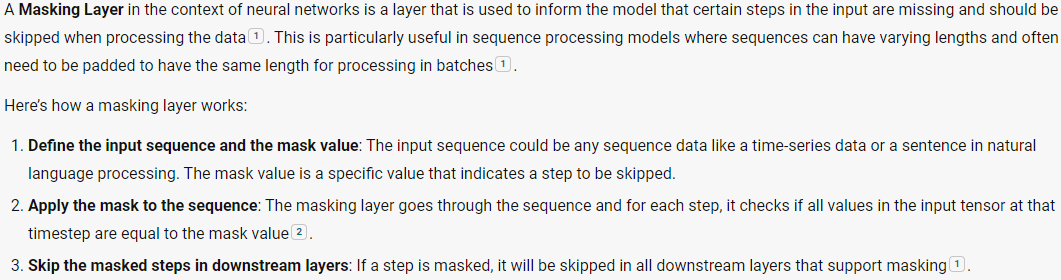 A Masking Layer in the context of neural networks is a layer that is used to inform the model that certain steps in the input are missing and should be
skipped when processing the data 1 . This is particularly useful in sequence processing models where sequences can have varying lengths and often
need to be padded to have the same length for processing in batches 1 .
Here’s how a masking layer works:
1. Define the input sequence and the mask value: The input sequence could be any sequence data like a time-series data or a sentence in natural
language processing. The mask value is a specific value that indicates a step to be skipped.
2. Apply the mask to the sequence: The masking layer goes through the sequence and for each step, it checks if all values in the input tensor at that
timestep are equal to the mask value 2 .
3. Skip the masked steps in downstream layers: If a step is masked, it will be skipped in all downstream layers that support masking 1 .